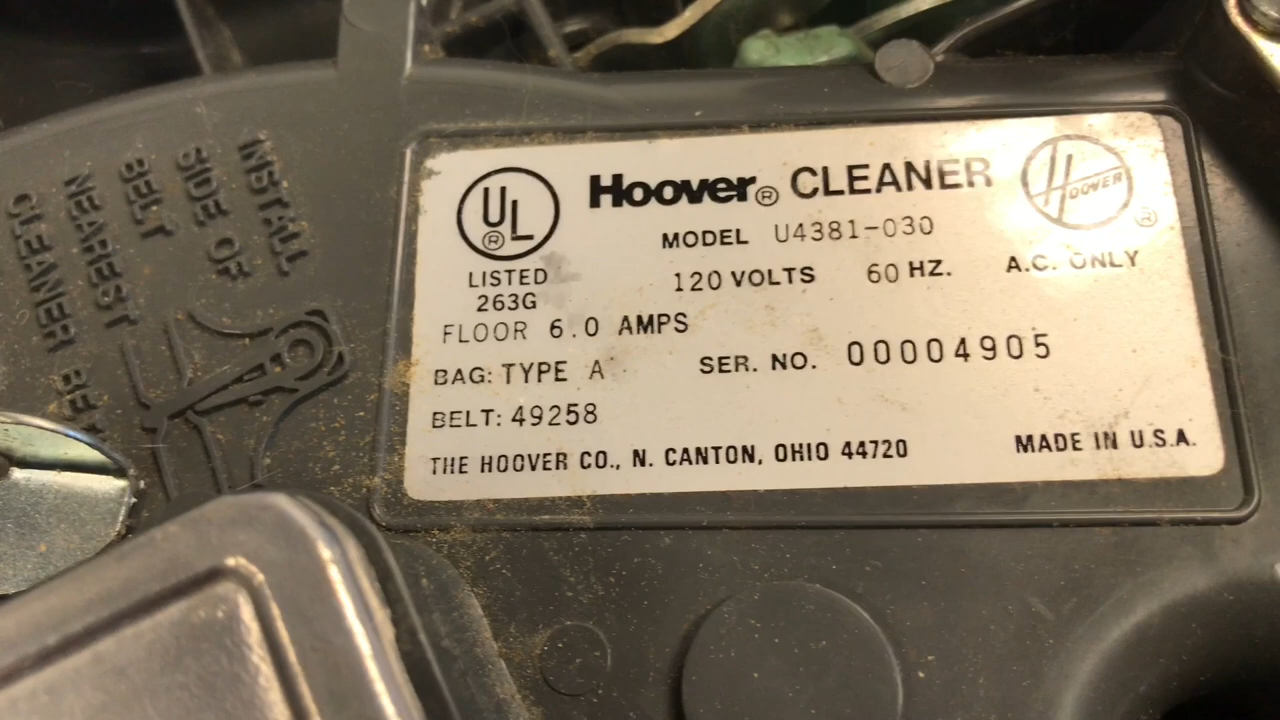 INSTALL
SIDE OF
BELT
NEAREST
CLEANER
UL ®
LISTED
263G
Hoover® CLEANER
HOOVER ®
MODEL U4381-030
120 VOLTS 60 HZ. A.C. ONLY
FLOOR 6.0 AMPS
BAG: TYPE A SER. NO. 00004905
BELT: 49258
THE HOOVER CO., N. CANTON, OHIO 44720 MADE IN U.S.A.